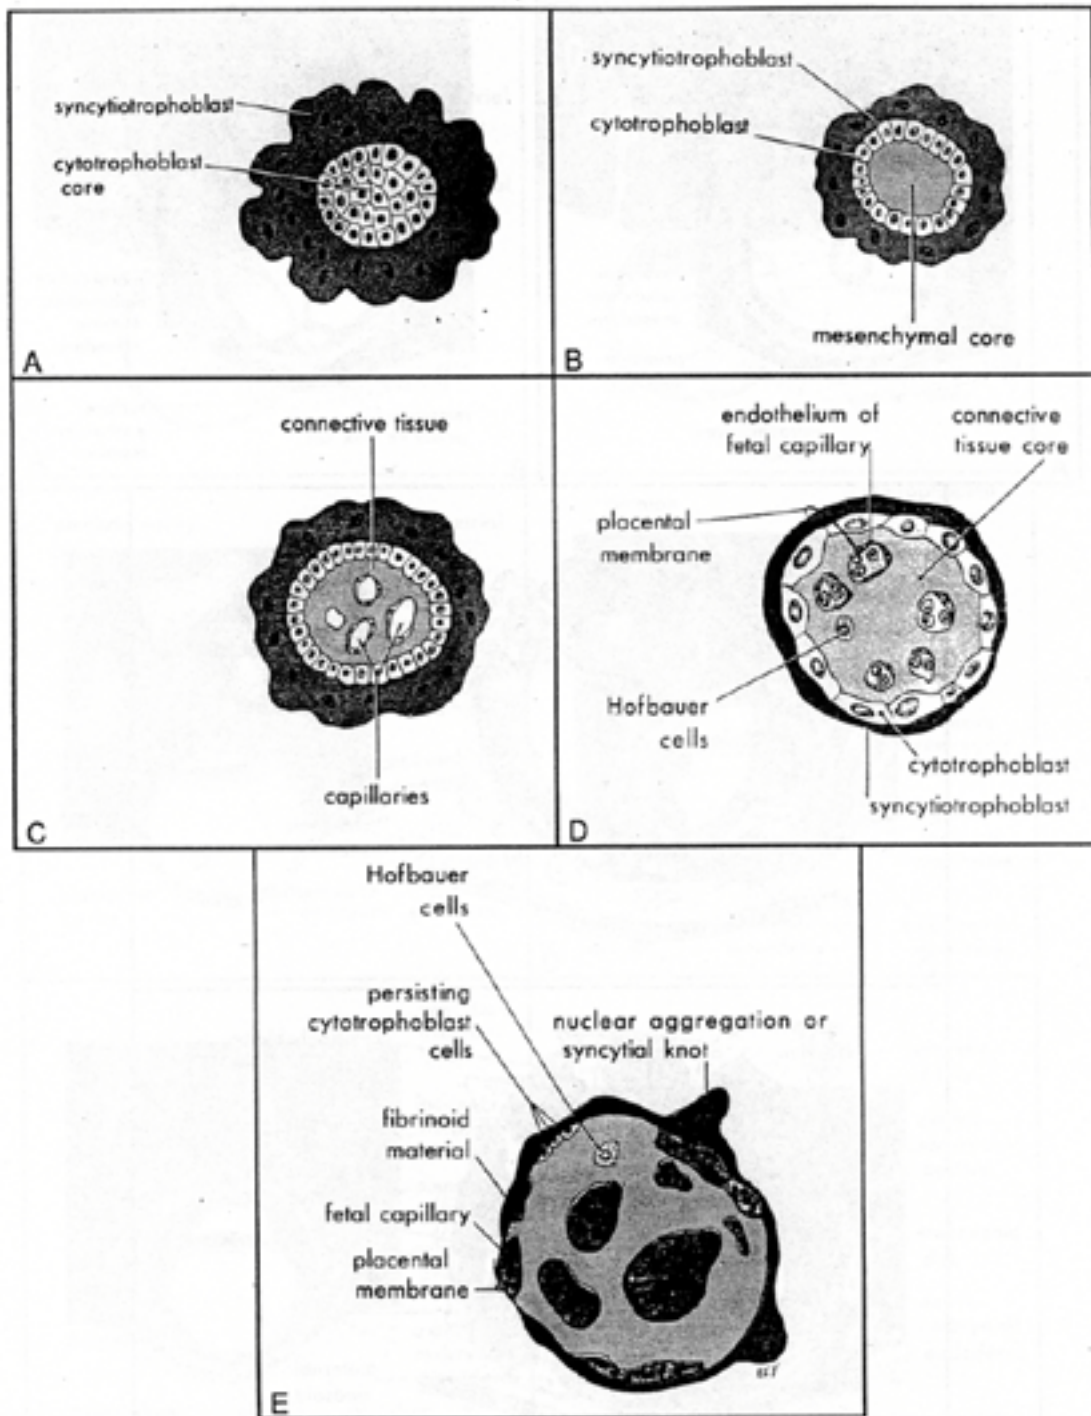 syncytiotrophoblast
cytotrophoblast
core
A
syncytiotrophoblast
cytotrophoblast
mesenchymal core
B
connective tissue
capillaries
C
endothelium of
fetal capillary
connective
tissue core
placental
membrane
Hofbauer
cells
cytotrophoblast
syncytiotrophoblast
D
Hofbauer
cells
persisting
cytotrophoblast
cells
nuclear aggregation or
syncytial knot
fibrinoid
material
fetal capillary
placental
membrane
E